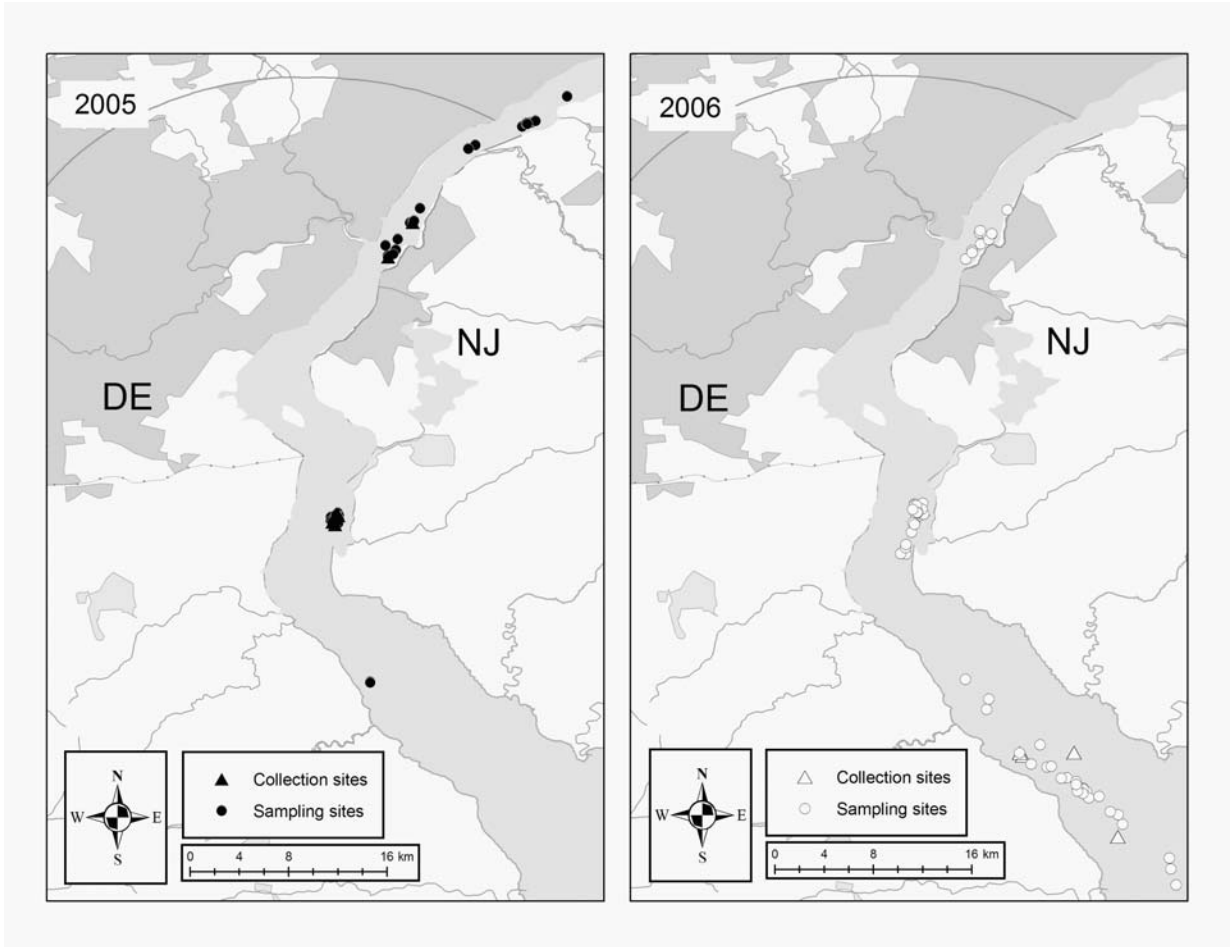 2005
NJ
DE
N
W E
S
Collection sites
Sampling sites
0 4 8 16 km
2006
NJ
DE
N
W E
S
Collection sites
Sampling sites
0 4 8 16 km